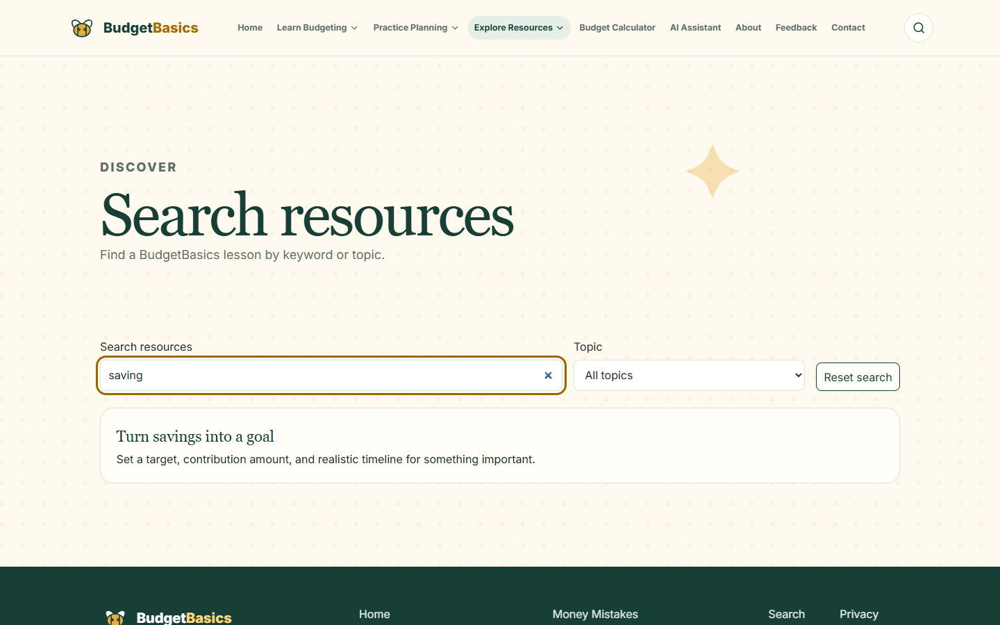 BudgetBasics
Home Learn Budgeting Practice Planning Explore Resources Budget Calculator AI Assistant About Feedback Contact
DISCOVER
Search resources
Find a BudgetBasics lesson by keyword or topic.
Search resources Topic
saving All topics Reset search
Turn savings into a goal
Set a target, contribution amount, and realistic timeline for something important.
BudgetBasics Home Money Mistakes Search Privacy